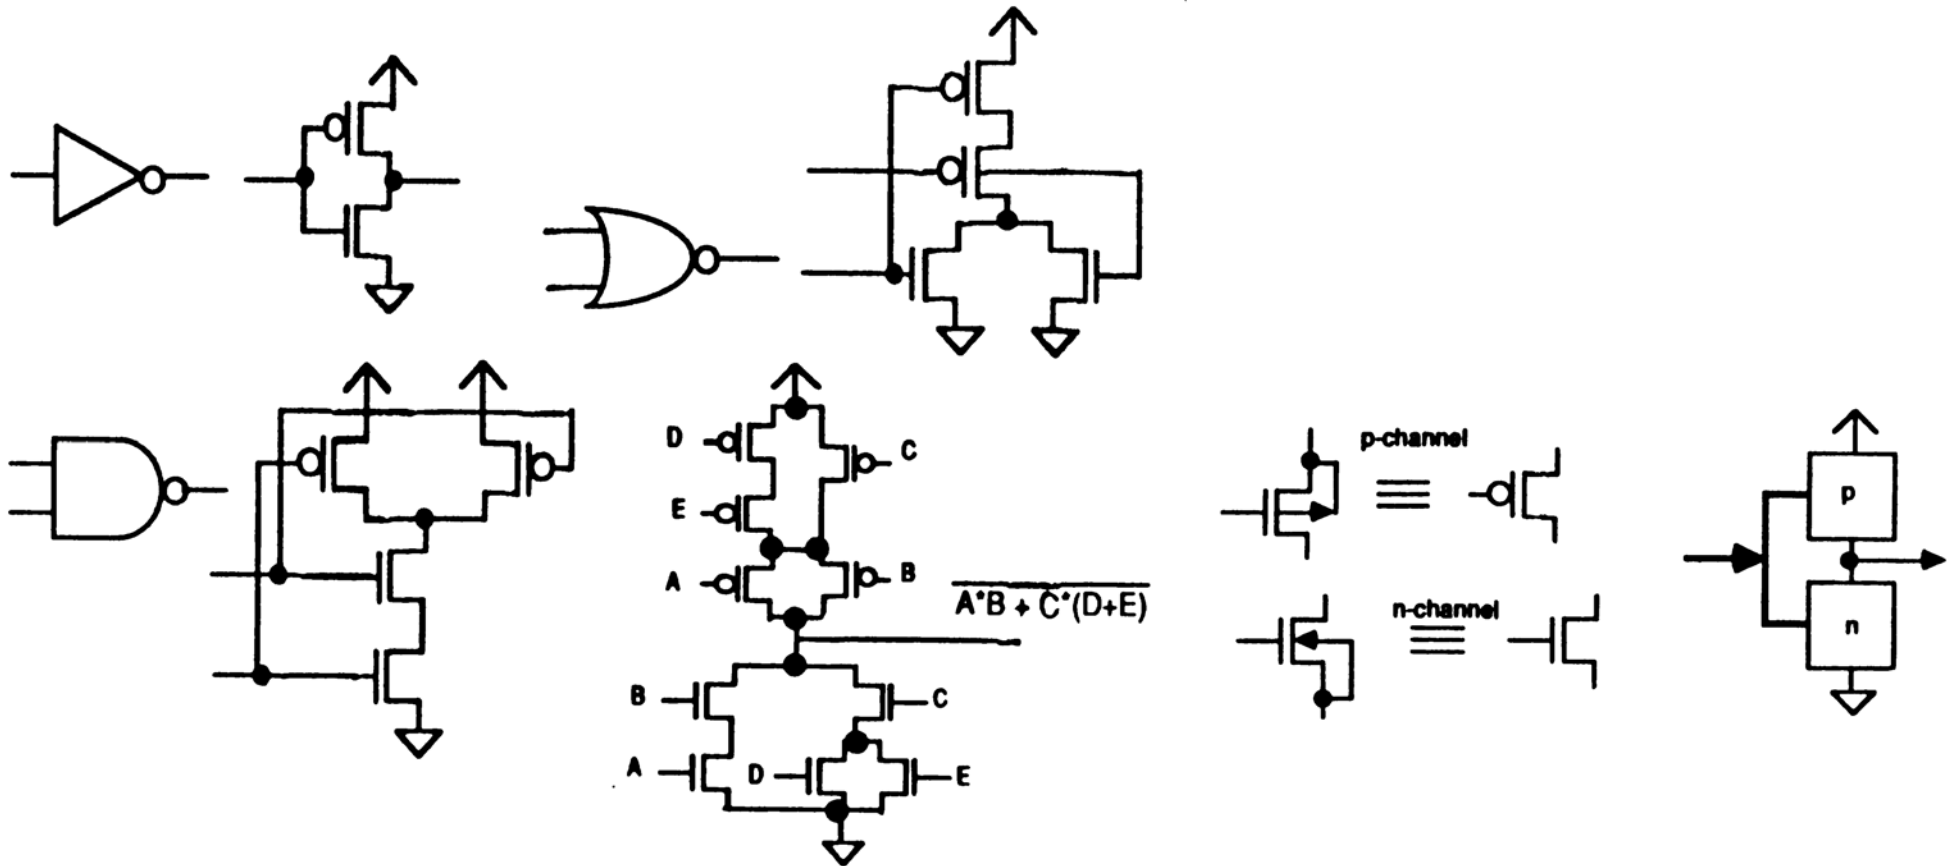 D
C
E
A
B
A*B + C*(D+E)
B
C
A
D
E
p-channel
n-channel
p
n